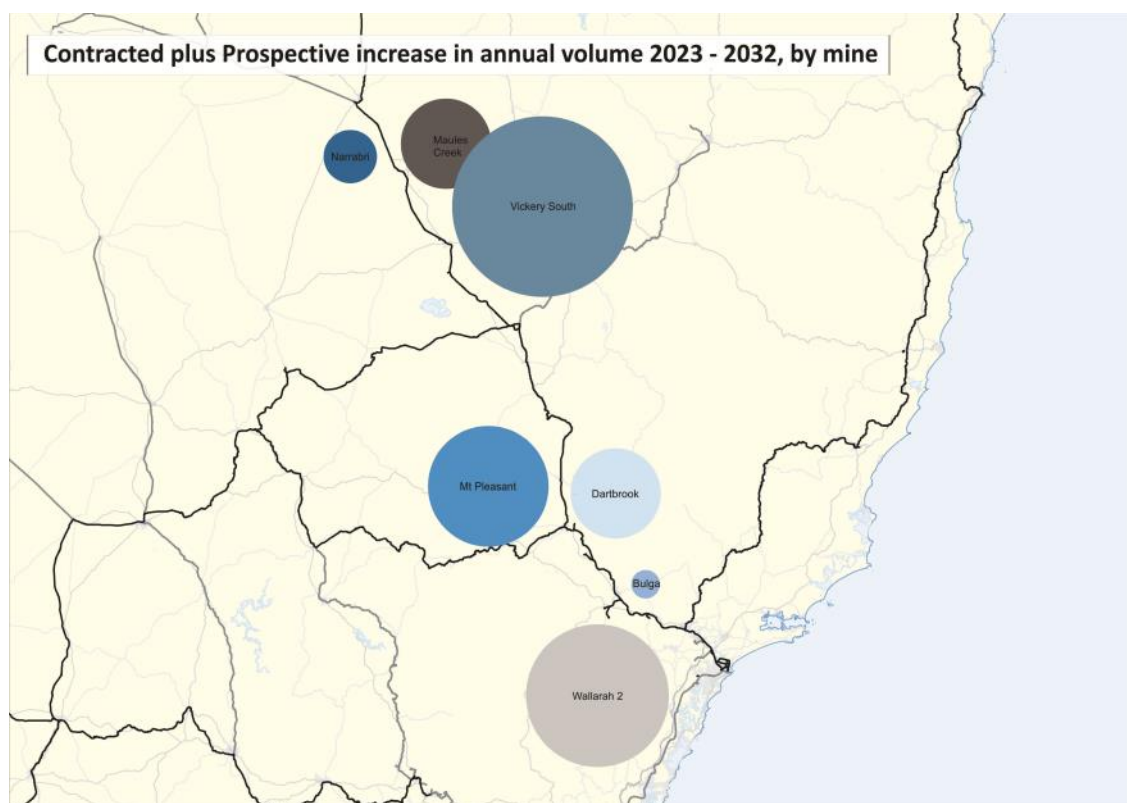 Contracted plus Prospective increase in annual volume 2023 - 2032, by mine
Maules
Creek
Narrabri
Vickery South
Mt Pleasant
Dartbrook
Bulga
Wallarah 2